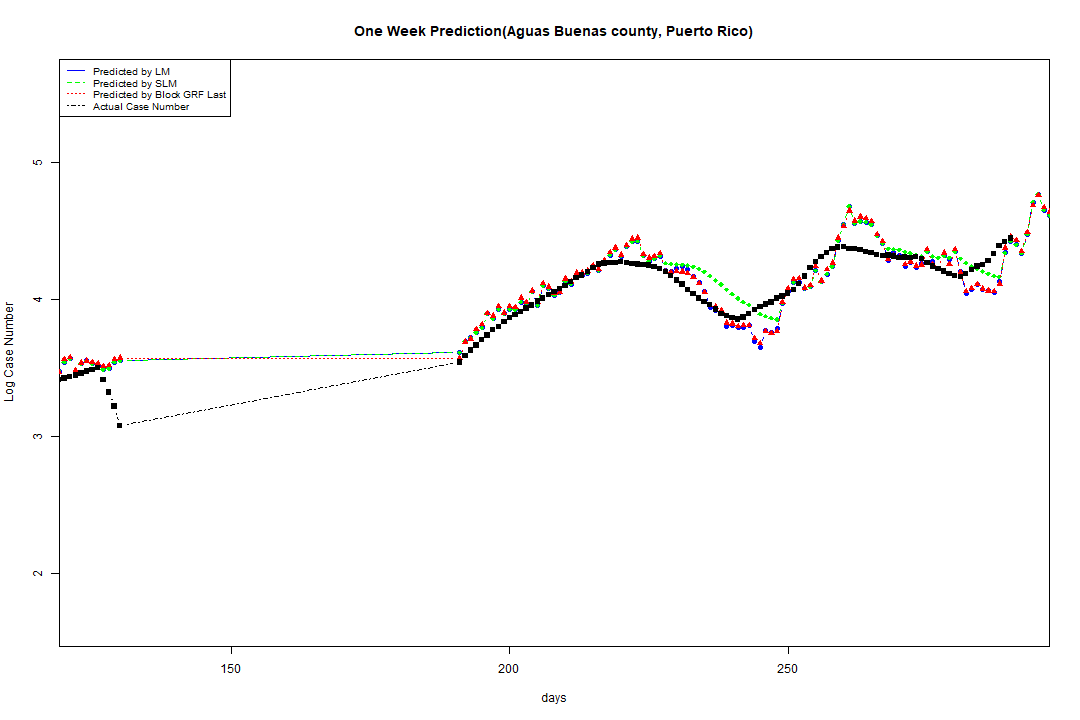 One Week Prediction(Aguas Buenas county, Puerto Rico)
Predicted by LM
Predicted by SLM
Predicted by Block GRF Last
Actual Case Number
5
4
3
2
Log Case Number
150 200 250
days